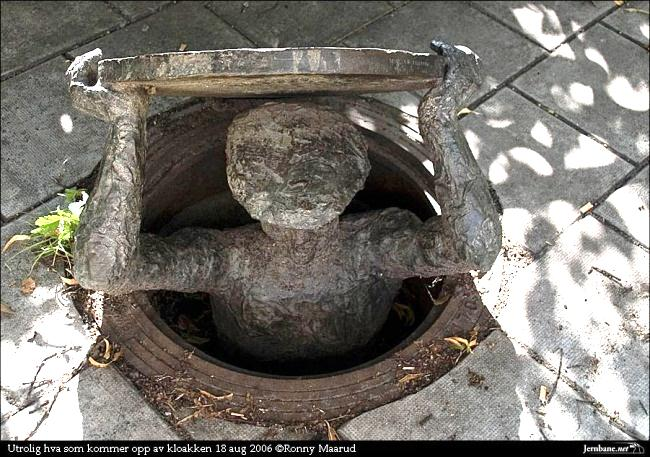 Utrolig hva som kommer opp av kloakken 18 aug 2006 ©Ronny Maarud
Jernbane.net